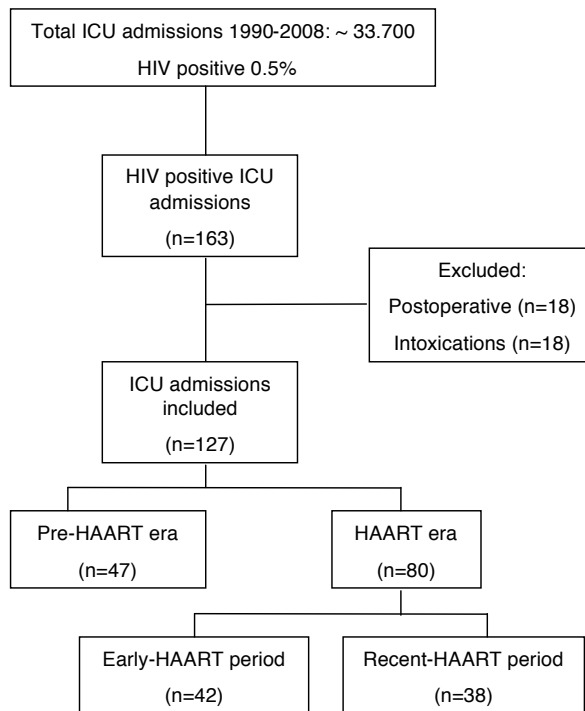 Total ICU admissions 1990-2008: ~ 33.700
HIV positive 0.5%
HIV positive ICU
admissions
(n=163)
Excluded:
Postoperative (n=18)
Intoxications (n=18)
ICU admissions
included
(n=127)
Pre-HAART era
(n=47)
HAART era
(n=80)
Early-HAART period
(n=42)
Recent-HAART period
(n=38)